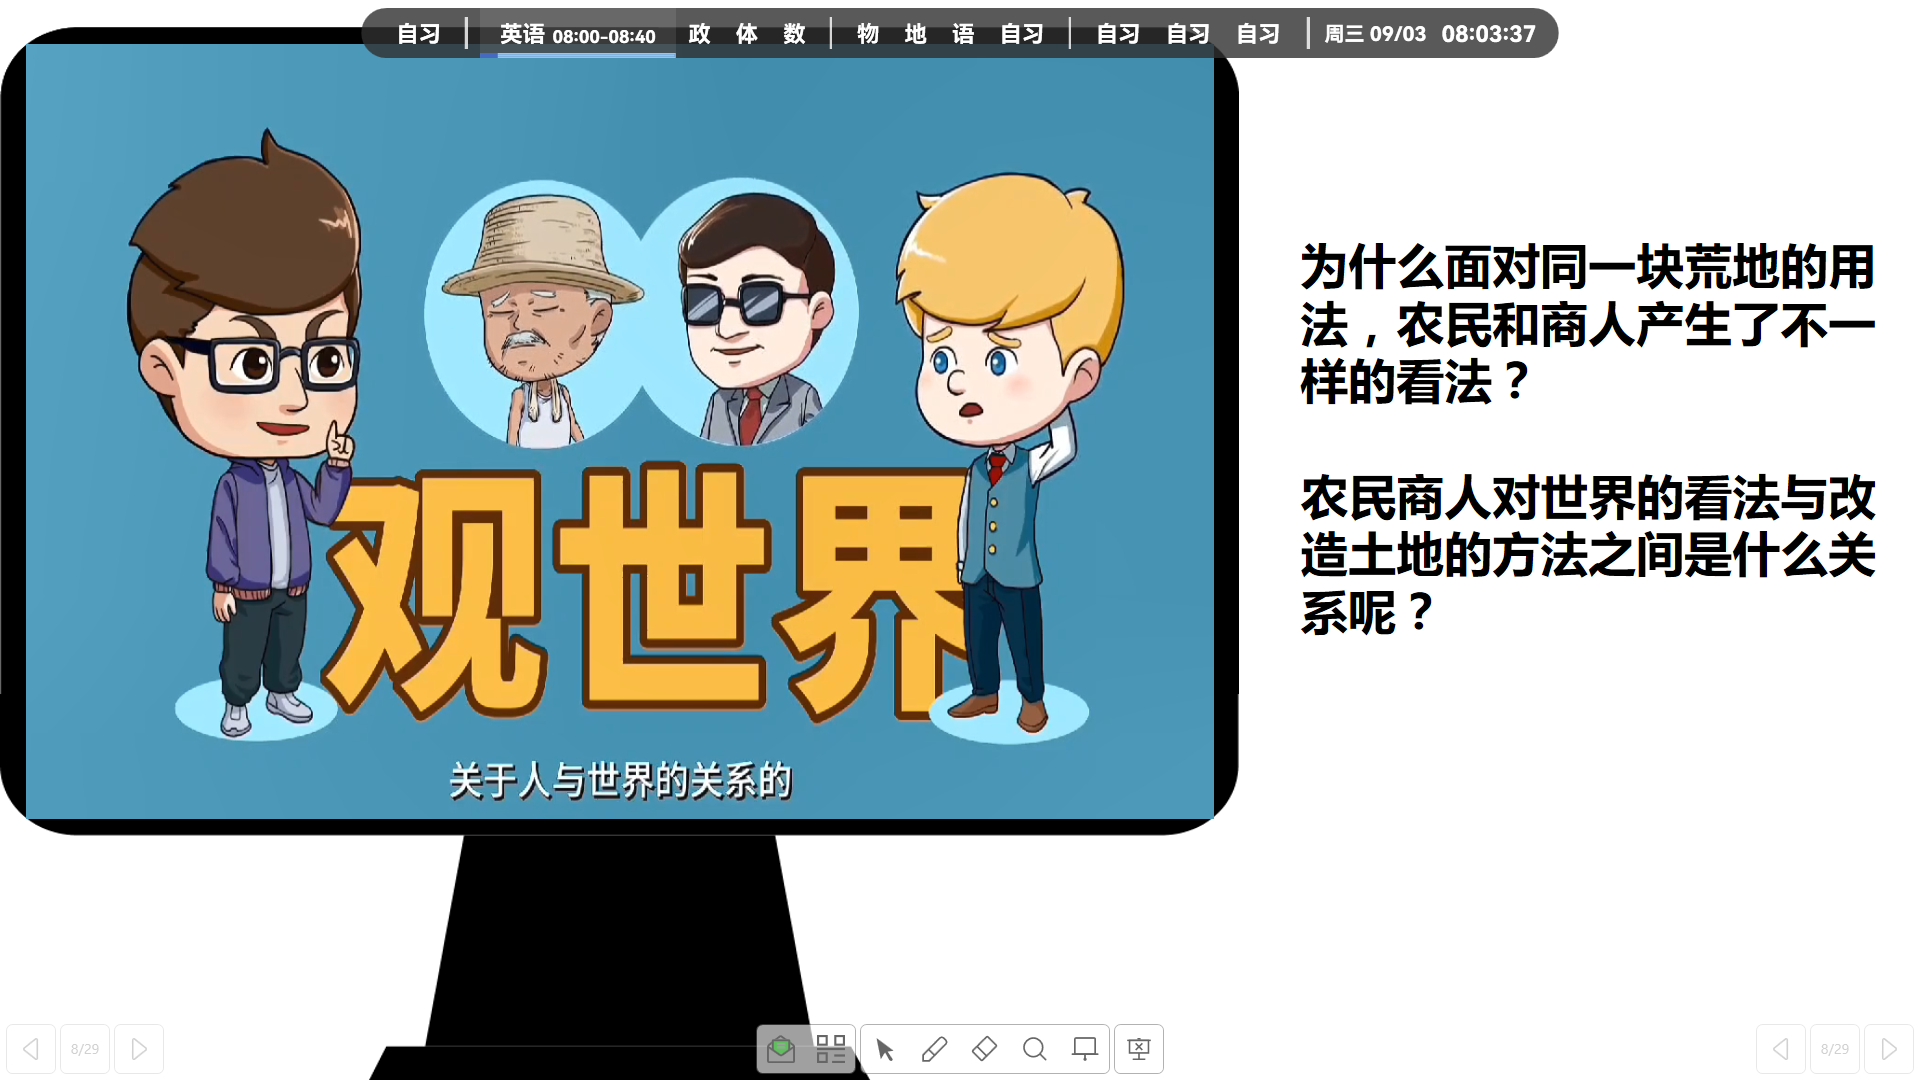 自习 | 英语 08:00-08:40 政 体 数 | 物 地 语 自习 | 自习 自习 自习 | 周三 09/03 08:03:37
观世界
关于人与世界的关系的
为什么面对同一块荒地的用
法，农民和商人产生了不一
样的看法？
农民商人对世界的看法与改
造土地的方法之间是什么关
系呢？
8/29
8/29